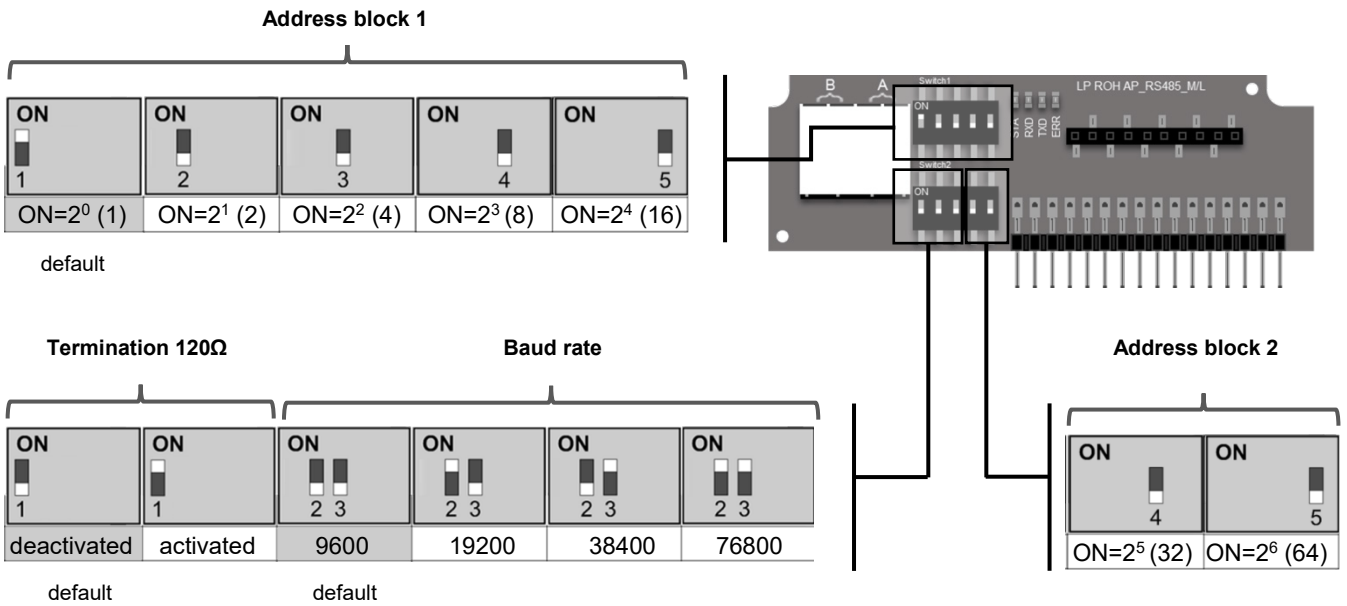 Address block 1
ON ON ON ON ON
1 2 3 4 5
ON=2⁰ (1) ON=2¹ (2) ON=2² (4) ON=2³ (8) ON=2⁴ (16)
default
B A Switch1 LP ROH AP_RS485_M/L
ON
STA RXD TXD ERR
Switch2
ON
Termination 120Ω Baud rate
ON ON ON ON ON ON
1 1 2 3 2 3 2 3 2 3
deactivated activated 9600 19200 38400 76800
default default
Address block 2
ON ON
4 5
ON=2⁵ (32) ON=2⁶ (64)